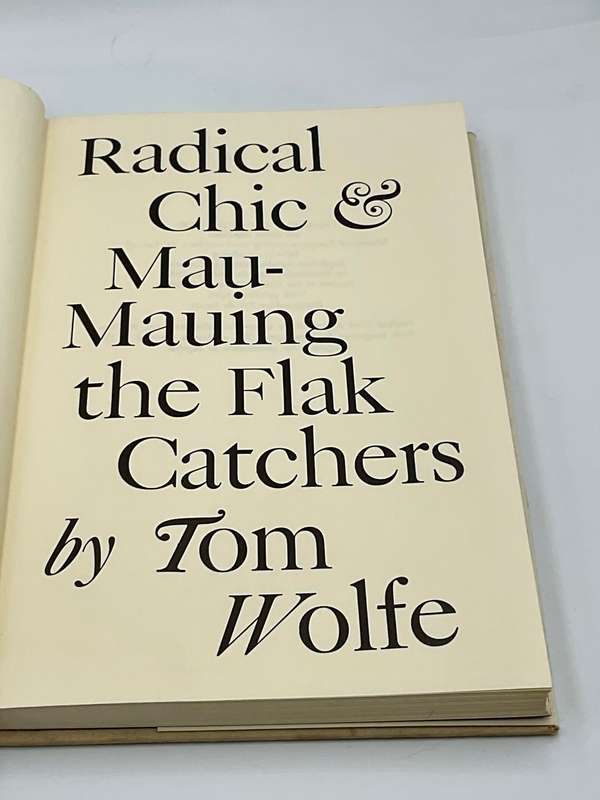 Radical
Chic &
Mau-
Mauing
the Flak
Catchers
by Tom
Wolfe